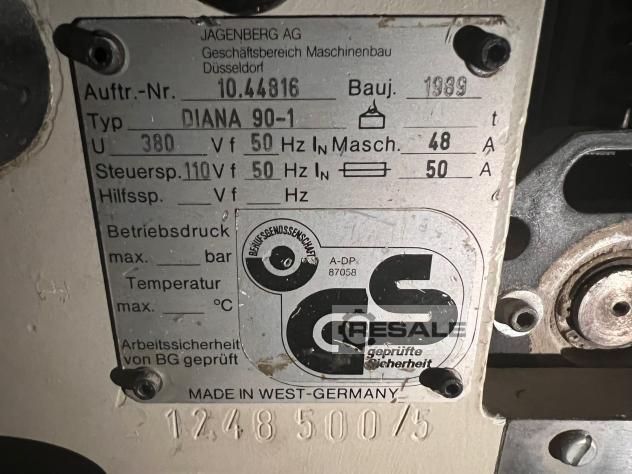 JAGENBERG AG
Geschäftsbereich Maschinenbau
Düsseldorf
Auftr.-Nr. 10.44816 Bauj. 1989
Typ DIANA 90-1 t
U 380 V f 50 Hz IN Masch. 48 A
Steuersp. 110 V f 50 Hz IN 50 A
Hilfssp. V f Hz
Betriebsdruck
max. bar
Temperatur
max. °C
Arbeitssicherheit
von BG geprüft
BERUFSGENOSSENSCHAFT
A-DP
87058
GS
RESALE
geprüfte
Sicherheit
MADE IN WEST-GERMANY
1248 500/5